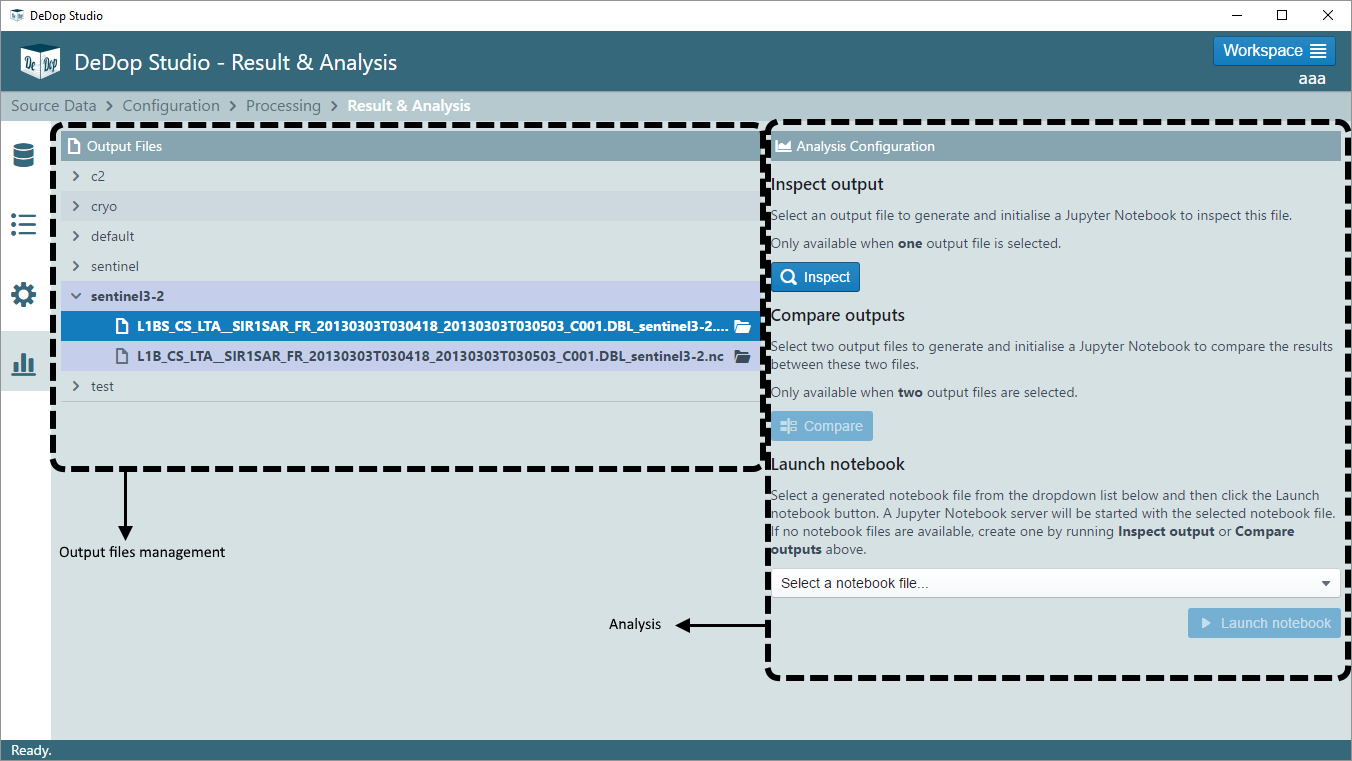 DeDop Studio
De Dop
DeDop Studio - Result & Analysis
Workspace
aaa
Source Data > Configuration > Processing > Result & Analysis
Output Files
c2
cryo
default
sentinel
sentinel3-2
L1BS_CS_LTA__SIR1SAR_FR_20130303T030418_20130303T030503_C001.DBL_sentinel3-2....
L1B_CS_LTA__SIR1SAR_FR_20130303T030418_20130303T030503_C001.DBL_sentinel3-2.nc
test
Output files management
Analysis Configuration
Inspect output
Select an output file to generate and initialise a Jupyter Notebook to inspect this file.
Only available when one output file is selected.
Inspect
Compare outputs
Select two output files to generate and initialise a Jupyter Notebook to compare the results
between these two files.
Only available when two output files are selected.
Compare
Launch notebook
Select a generated notebook file from the dropdown list below and then click the Launch
notebook button. A Jupyter Notebook server will be started with the selected notebook file.
If no notebook files are available, create one by running Inspect output or Compare
outputs above.
Select a notebook file...
Launch notebook
Analysis
Ready.